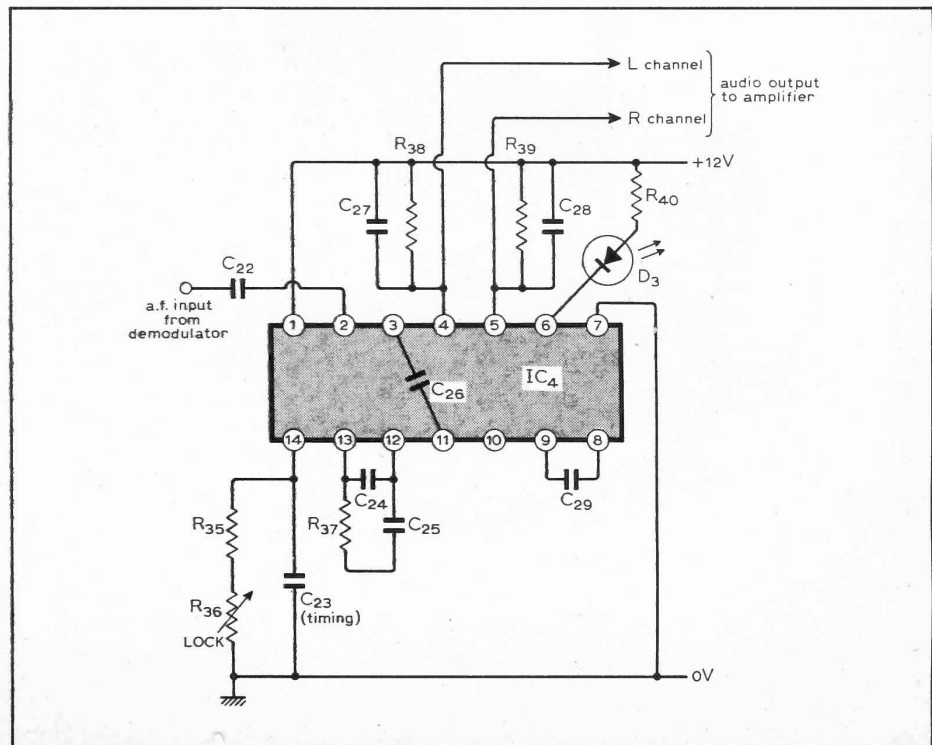 L channel
audio output
to amplifier
R channel
R38
R39
+12V
R40
C27
C28
D3
C22
a.f. input
from
demodulator
1 2 3 4 5 6 7
IC4
C26
14 13 12 11 10 9 8
C24
C29
R35
R37
C25
R36
LOCK
C23
(timing)
0V